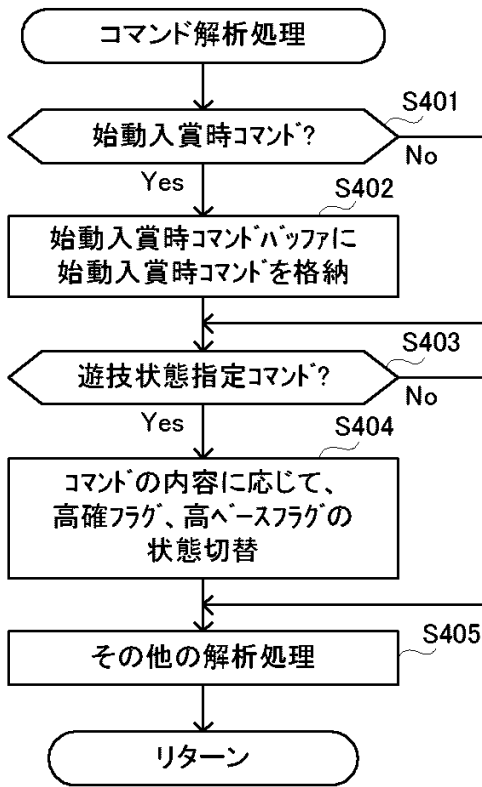 コマンド解析処理
S401
始動入賞時コマンド?
No
Yes
S402
始動入賞時コマンドバッファに
始動入賞時コマンドを格納
S403
遊技状態指定コマンド?
No
Yes
S404
コマンドの内容に応じて、
高確フラグ、高ベースフラグの
状態切替
S405
その他の解析処理
リターン